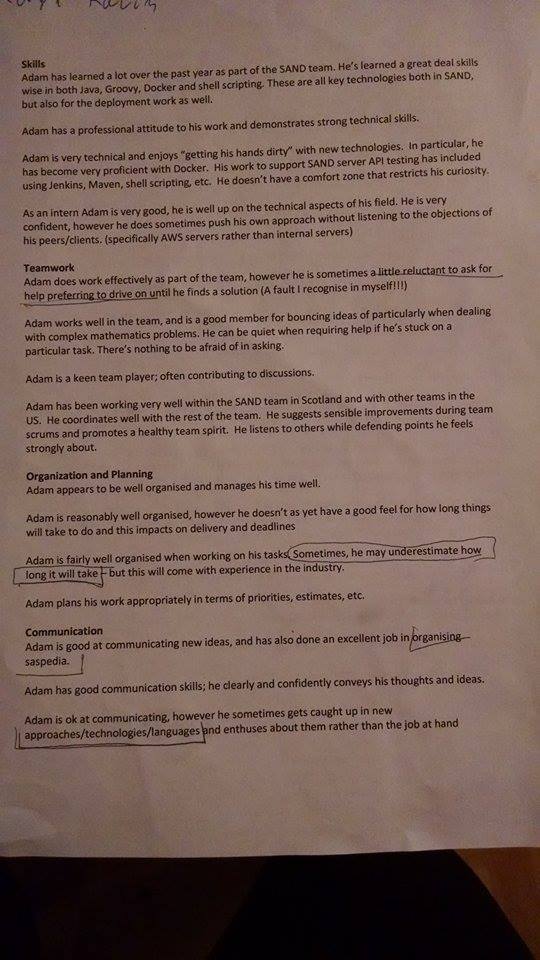 Skills
Adam has learned a lot over the past year as part of the SAND team. He's learned a great deal skills
wise in both Java, Groovy, Docker and shell scripting. These are all key technologies both in SAND,
but also for the deployment work as well.
Adam has a professional attitude to his work and demonstrates strong technical skills.
Adam is very technical and enjoys "getting his hands dirty" with new technologies. In particular, he
has become very proficient with Docker. His work to support SAND server API testing has included
using Jenkins, Maven, shell scripting, etc. He doesn't have a comfort zone that restricts his curiosity.
As an intern Adam is very good, he is well up on the technical aspects of his field. He is very
confident, however he does sometimes push his own approach without listening to the objections of
his peers/clients. (specifically AWS servers rather than internal servers)
Teamwork
Adam does work effectively as part of the team, however he is sometimes a little reluctant to ask for
help preferring to drive on until he finds a solution (A fault I recognise in myself!!!)
Adam works well in the team, and is a good member for bouncing ideas of particularly when dealing
with complex mathematics problems. He can be quiet when requiring help if he's stuck on a
particular task. There's nothing to be afraid of in asking.
Adam is a keen team player; often contributing to discussions.
Adam has been working very well within the SAND team in Scotland and with other teams in the
US. He coordinates well with the rest of the team. He suggests sensible improvements during team
scrums and promotes a healthy team spirit. He listens to others while defending points he feels
strongly about.
Organization and Planning
Adam appears to be well organised and manages his time well.
Adam is reasonably well organised, however he doesn't as yet have a good feel for how long things
will take to do and this impacts on delivery and deadlines
Adam is fairly well organised when working on his tasks. Sometimes, he may underestimate how
long it will take – but this will come with experience in the industry.
Adam plans his work appropriately in terms of priorities, estimates, etc.
Communication
Adam is good at communicating new ideas, and has also done an excellent job in organising
saspedia.
Adam has good communication skills; he clearly and confidently conveys his thoughts and ideas.
Adam is ok at communicating, however he sometimes gets caught up in new
approaches/technologies/languages and enthuses about them rather than the job at hand